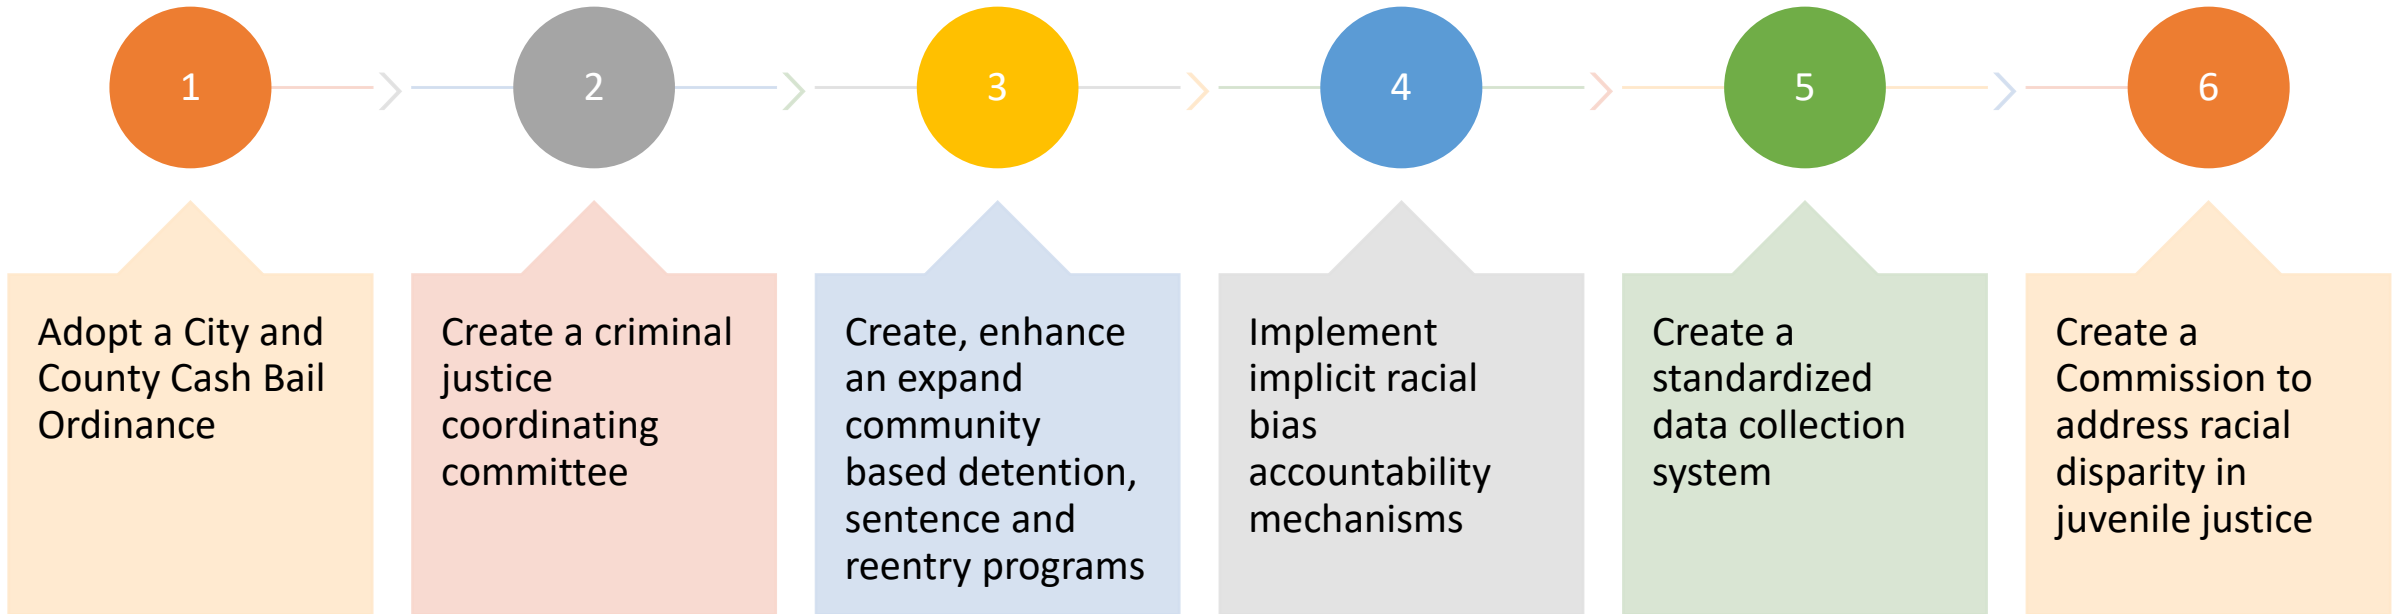 1
2
3
4
5
6
Adopt a City and
County Cash Bail
Ordinance
Create a criminal
justice
coordinating
committee
Create, enhance
an expand
community
based detention,
sentence and
reentry programs
Implement
implicit racial
bias
accountability
mechanisms
Create a
standardized
data collection
system
Create a
Commission to
address racial
disparity in
juvenile justice